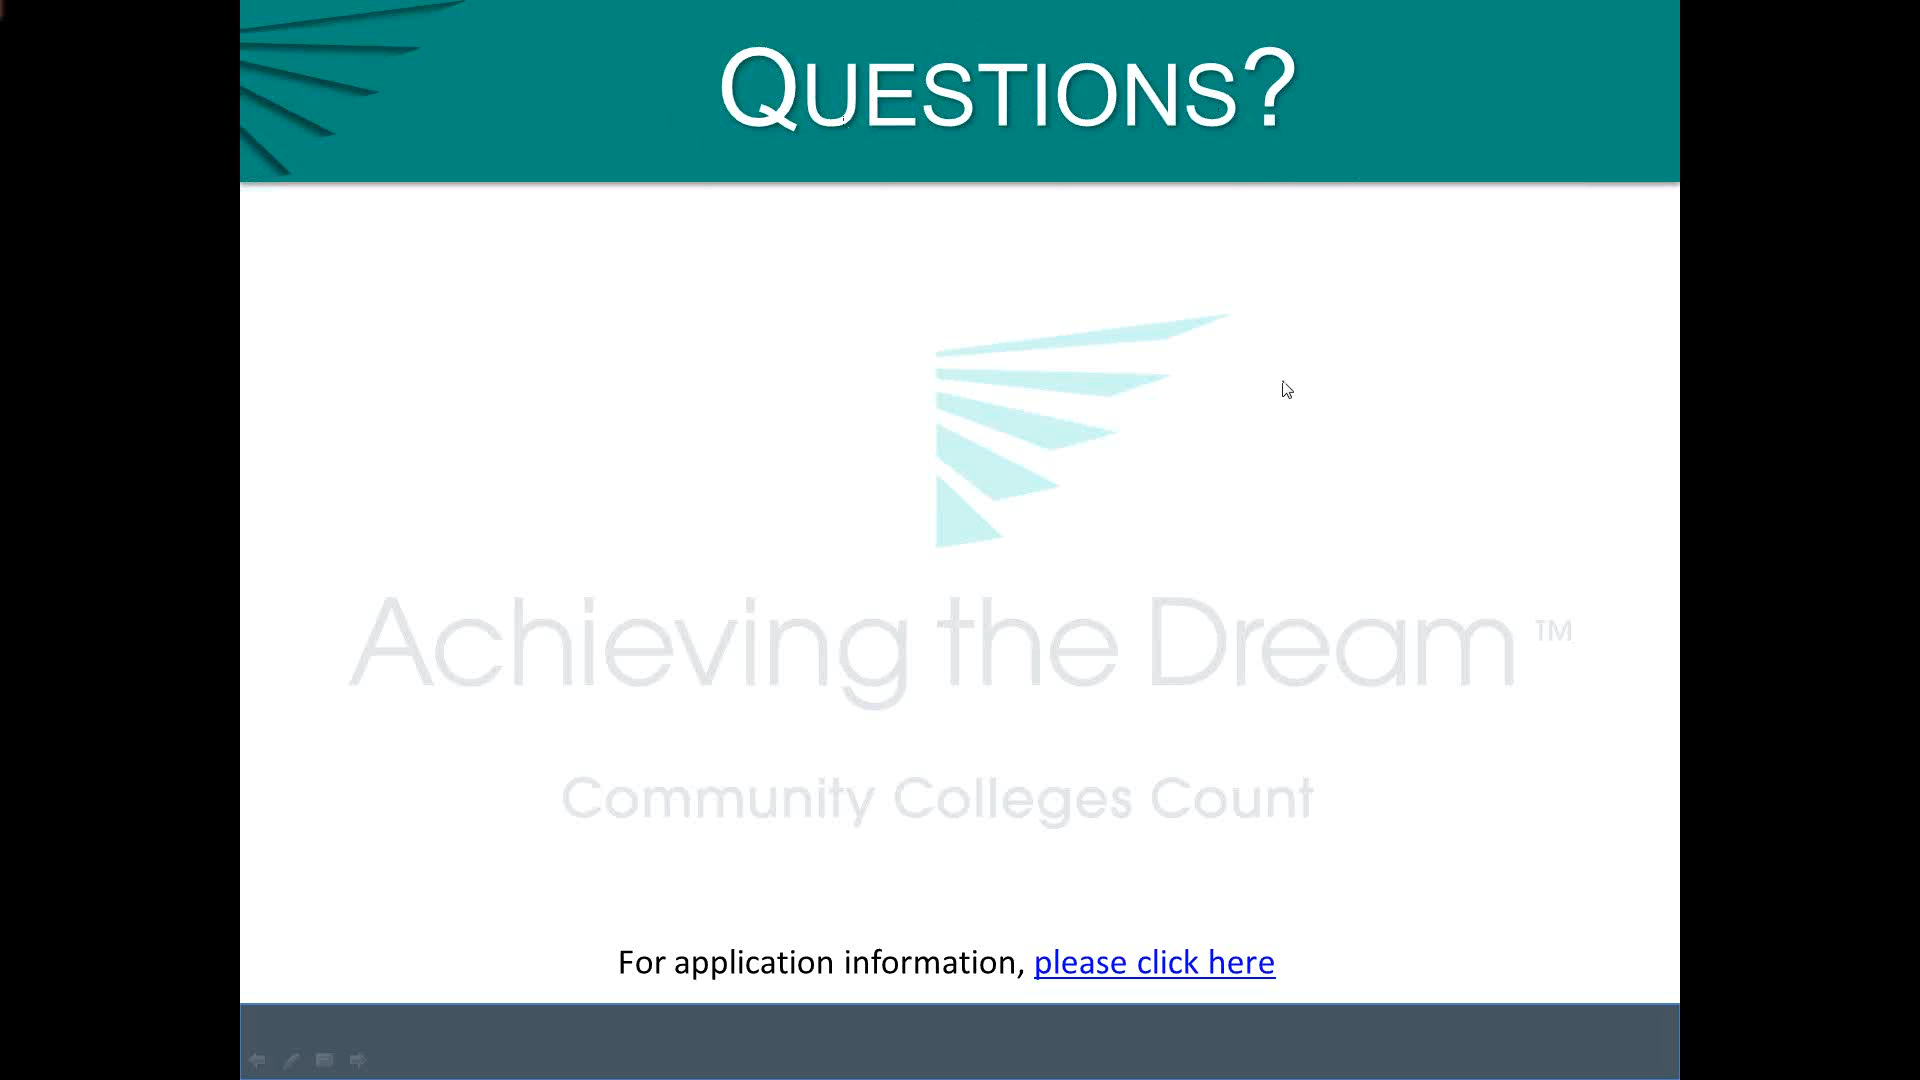 QUESTIONS?
Achieving the Dream™
Community Colleges Count
For application information, please click here